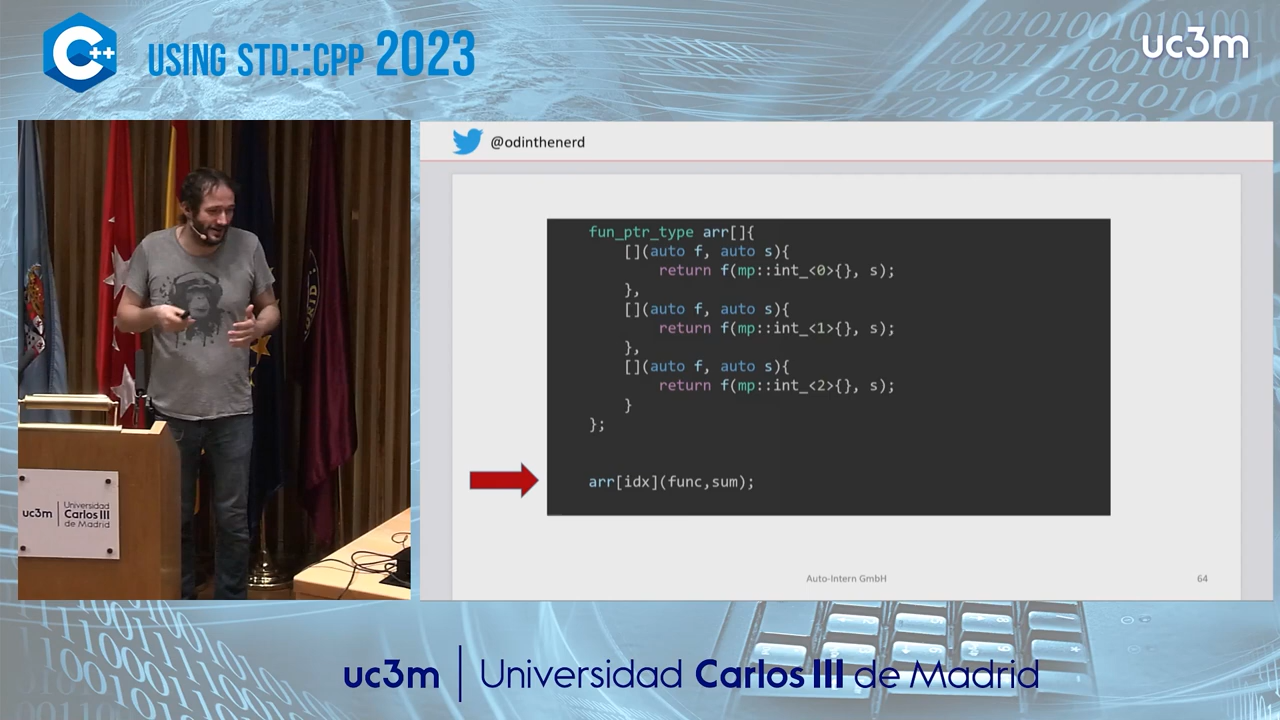 C++
USING STD::CPP 2023
uc3m
@odinthenerd
fun_ptr_type arr[]{
[](auto f, auto s){
return f(mp::int_<0>{}, s);
},
[](auto f, auto s){
return f(mp::int_<1>{}, s);
},
[](auto f, auto s){
return f(mp::int_<2>{}, s);
}
};
arr[idx](func,sum);
Auto-Intern GmbH
64
uc3m
Universidad
Carlos III
de Madrid
uc3m | Universidad Carlos III de Madrid